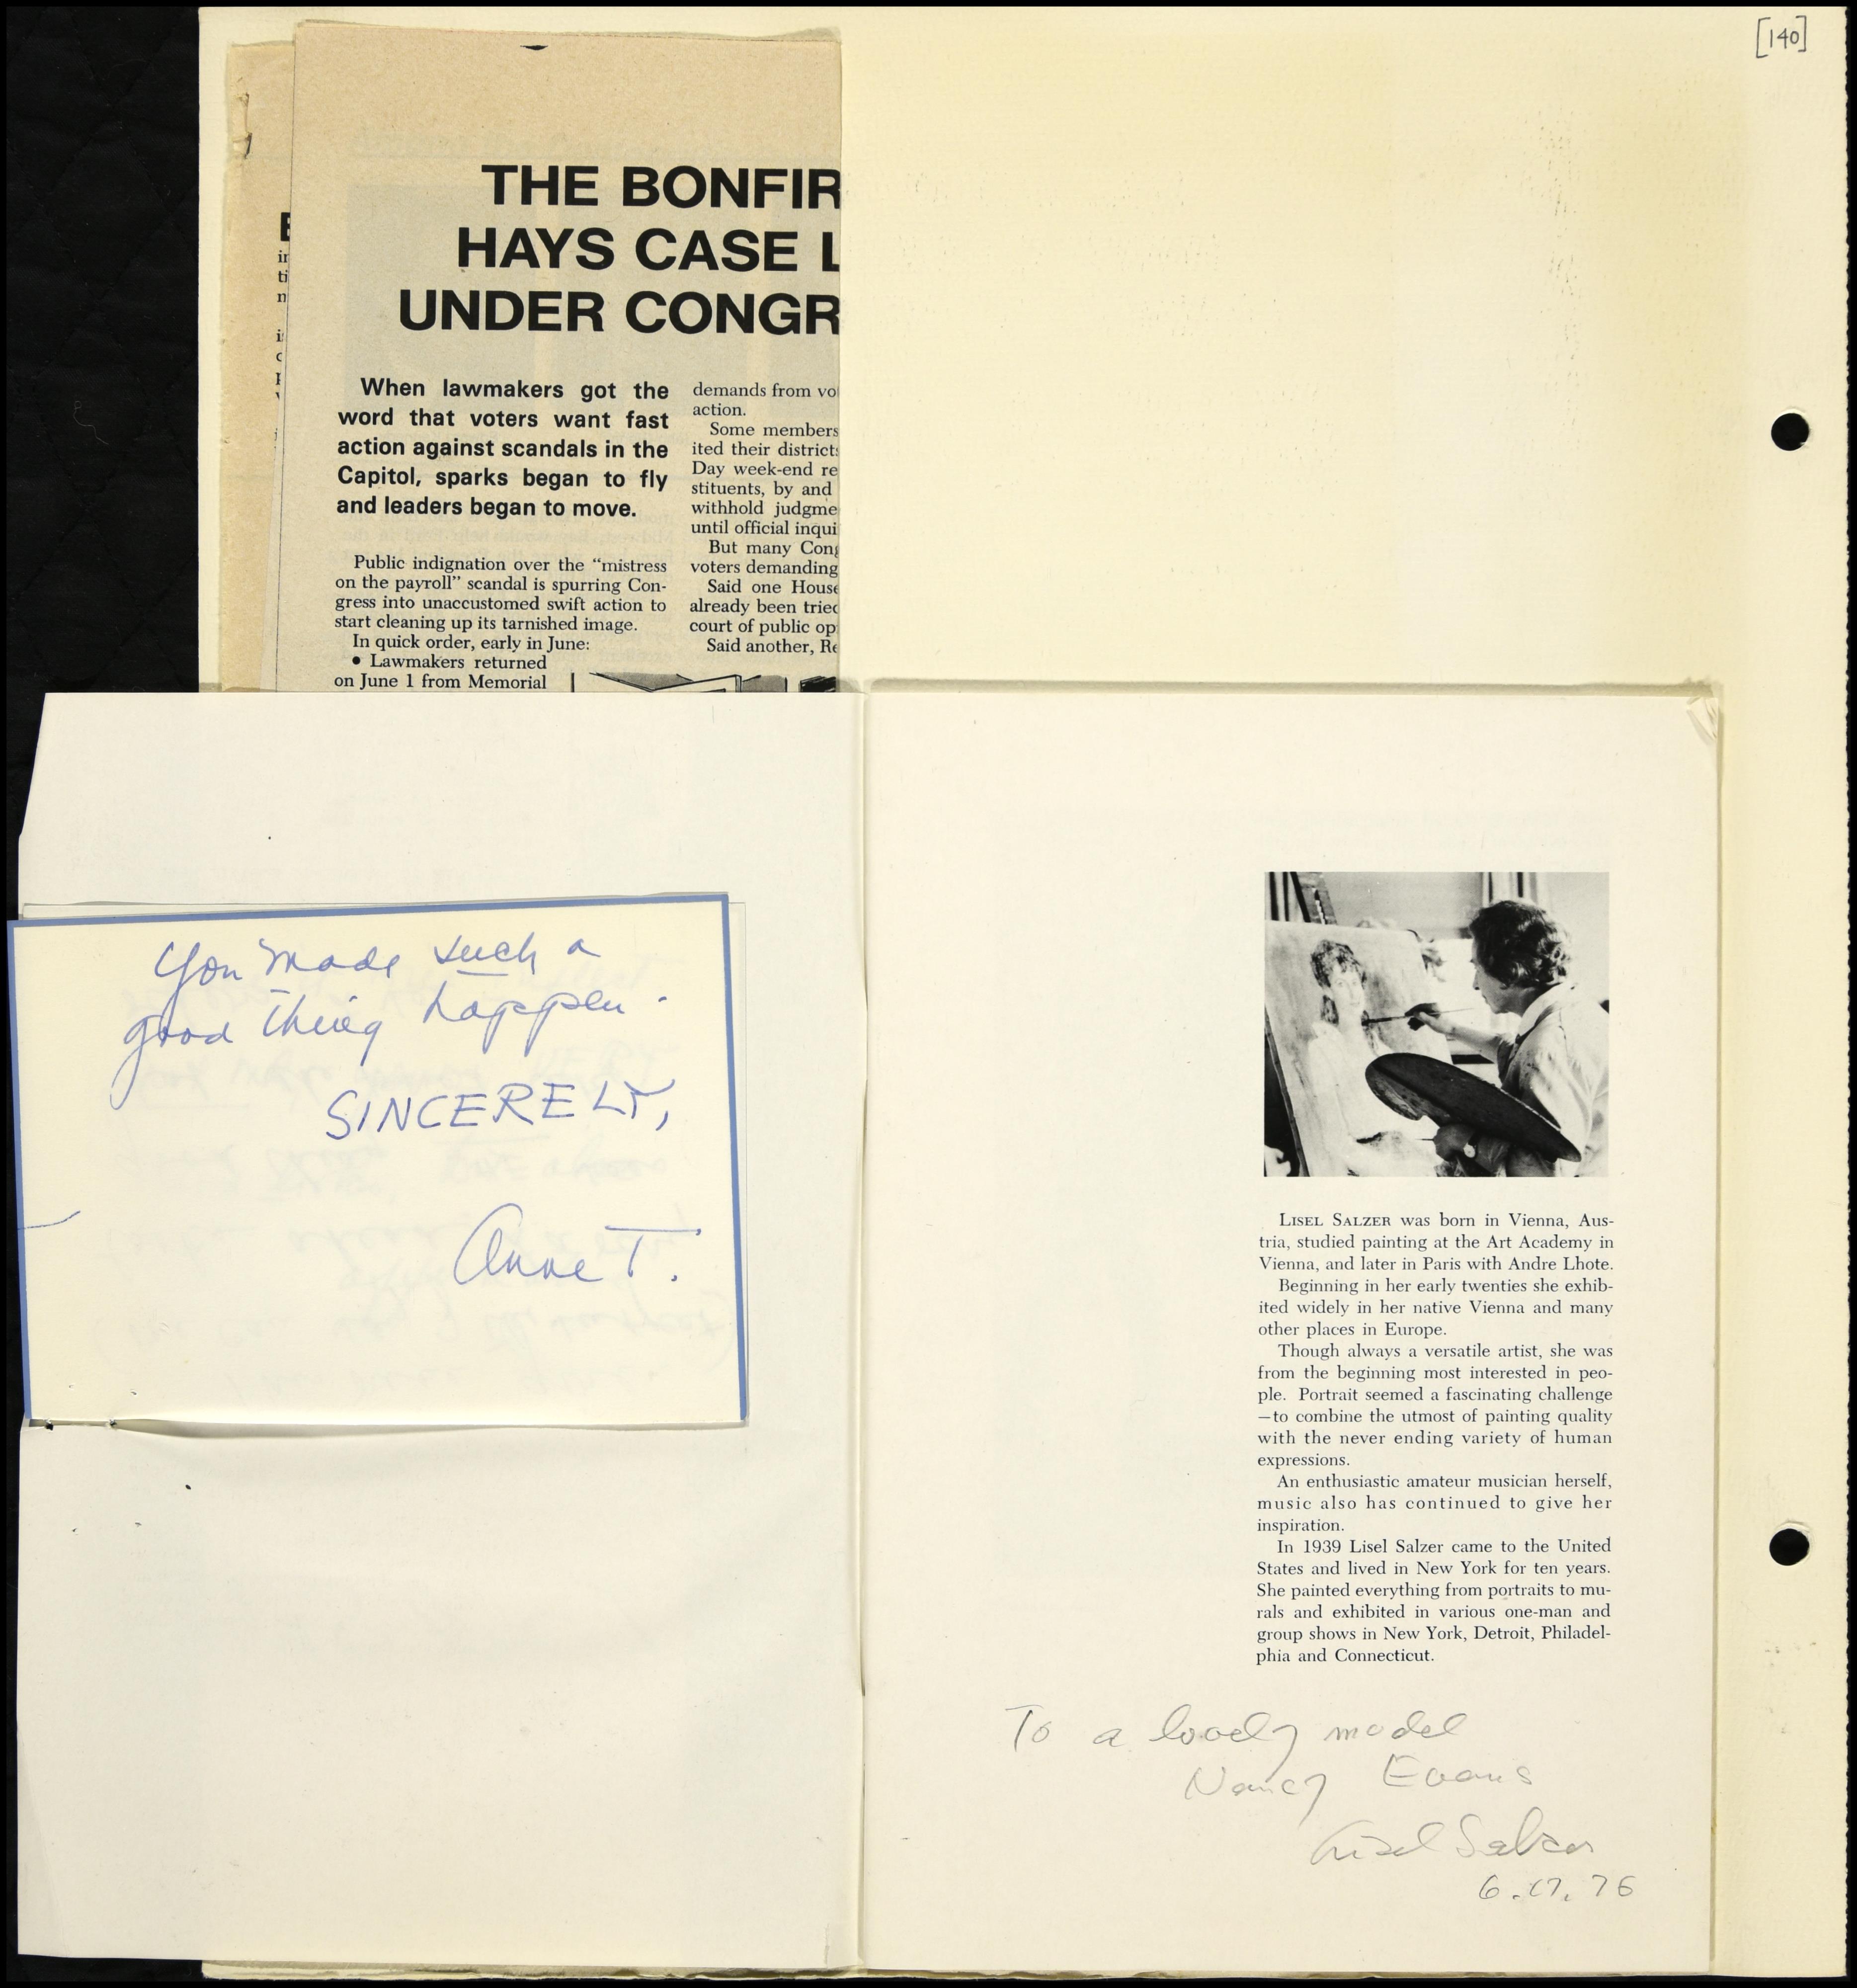 [140]
THE BONFIR
HAYS CASE L
UNDER CONGR
When lawmakers got the
word that voters want fast
action against scandals in the
Capitol, sparks began to fly
and leaders began to move.
Public indignation over the “mistress
on the payroll” scandal is spurring Con-
gress into unaccustomed swift action to
start cleaning up its tarnished image.
In quick order, early in June:
• Lawmakers returned
on June 1 from Memorial
demands from vo
action.
Some members
ited their district
Day week-end re
stituents, by and
withhold judgme
until official inqui
But many Cong
voters demanding
Said one House
already been tried
court of public op
Said another, Re
You made such a
good thing happen.
SINCERELY,
Anne T.
LISEL SALZER was born in Vienna, Aus-
tria, studied painting at the Art Academy in
Vienna, and later in Paris with Andre Lhote.
Beginning in her early twenties she exhib-
ited widely in her native Vienna and many
other places in Europe.
Though always a versatile artist, she was
from the beginning most interested in peo-
ple. Portrait seemed a fascinating challenge
—to combine the utmost of painting quality
with the never ending variety of human
expressions.
An enthusiastic amateur musician herself,
music also has continued to give her
inspiration.
In 1939 Lisel Salzer came to the United
States and lived in New York for ten years.
She painted everything from portraits to mu-
rals and exhibited in various one-man and
group shows in New York, Detroit, Philadel-
phia and Connecticut.
To a lovely model
Nancy Evans
Lisel Salzer
6.17.76